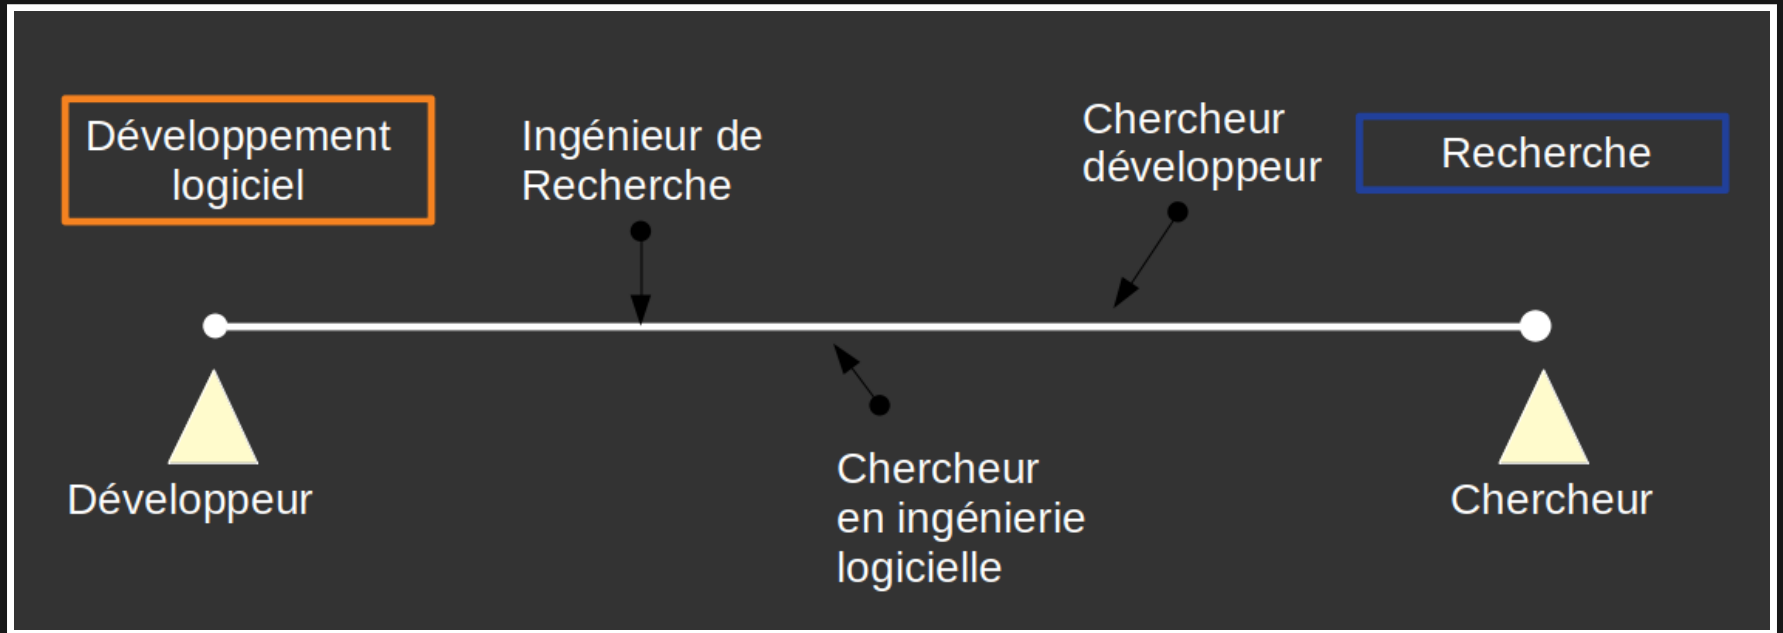 Développement
logiciel
Ingénieur de
Recherche
Chercheur
développeur
Recherche
Développeur
Chercheur
en ingénierie
logicielle
Chercheur